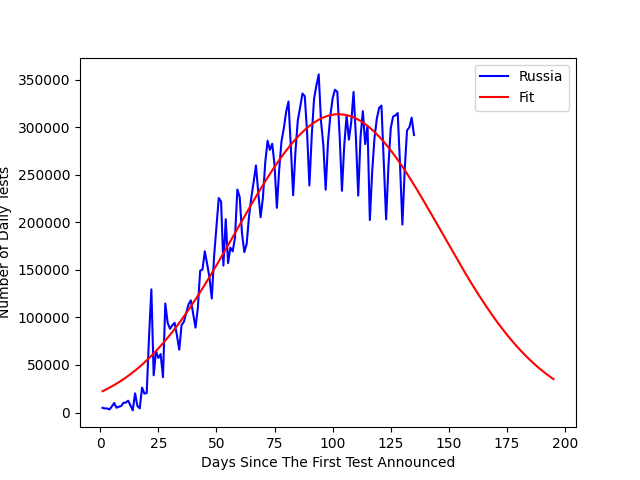 Russia
Fit
350000
300000
250000
200000
150000
100000
50000
0
Number of Daily Tests
0 25 50 75 100 125 150 175 200
Days Since The First Test Announced